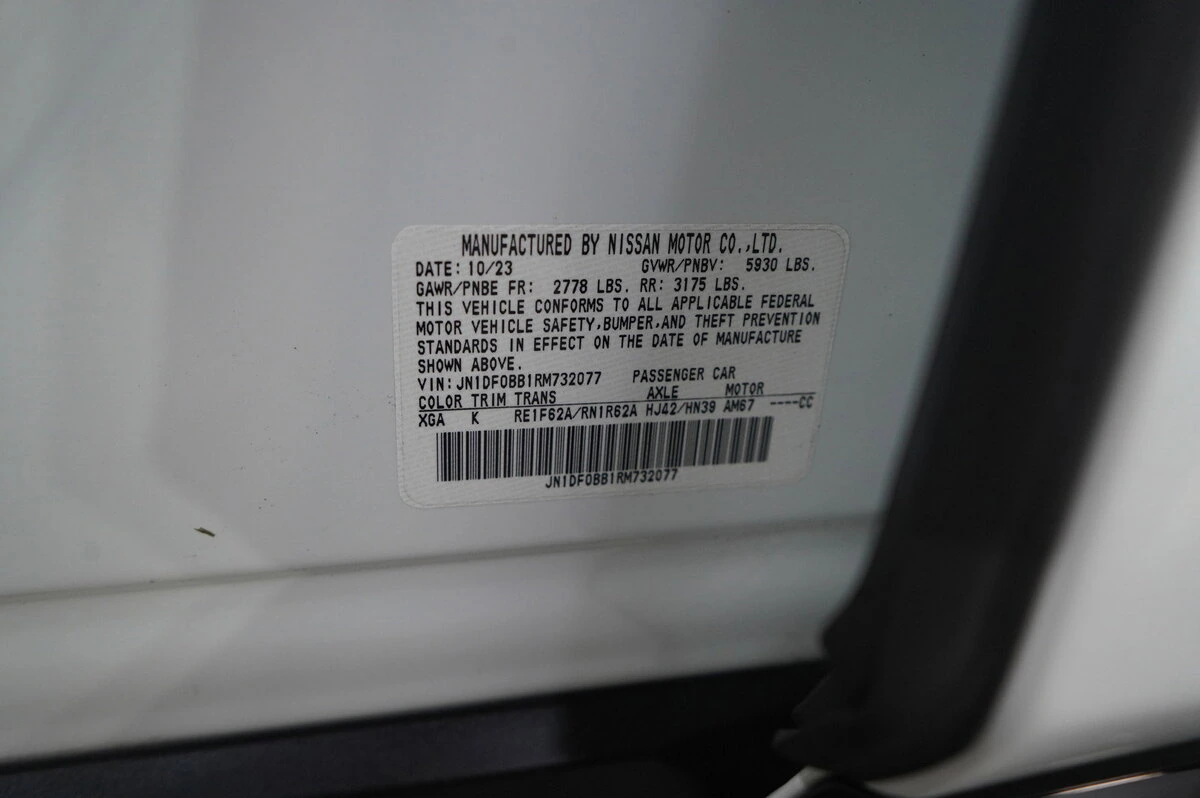 MANUFACTURED BY NISSAN MOTOR CO.,LTD.
DATE: 10/23 GVWR/PNBV: 5930 LBS.
GAWR/PNBE FR: 2778 LBS. RR: 3175 LBS.
THIS VEHICLE CONFORMS TO ALL APPLICABLE FEDERAL
MOTOR VEHICLE SAFETY,BUMPER,AND THEFT PREVENTION
STANDARDS IN EFFECT ON THE DATE OF MANUFACTURE
SHOWN ABOVE.
VIN: JN1DF0BB1RM732077 PASSENGER CAR
COLOR TRIM TRANS AXLE MOTOR
XGA K RE1F62A/RN1R62A HJ42/HN39 AM67 ----CC
JN1DF0BB1RM732077